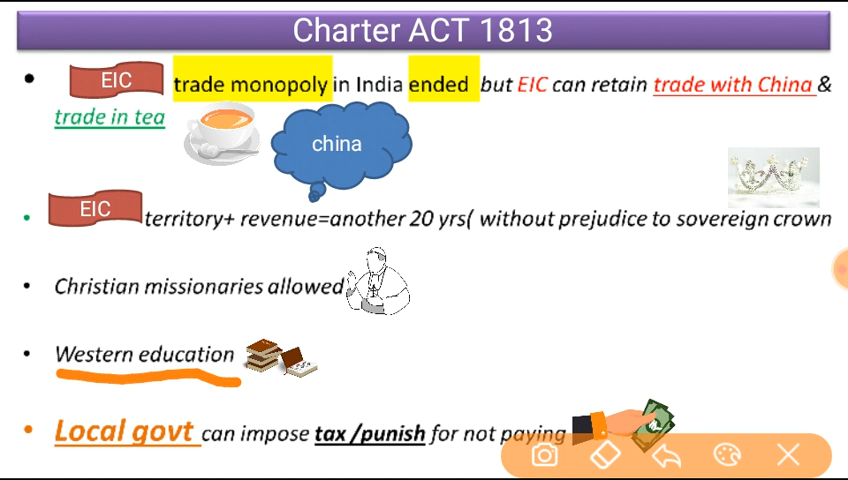 Charter ACT 1813
• EIC trade monopoly in India ended but EIC can retain trade with China &
trade in tea
china
• EIC territory+ revenue=another 20 yrs( without prejudice to sovereign crown
• Christian missionaries allowed
• Western education
• Local govt can impose tax /punish for not paying